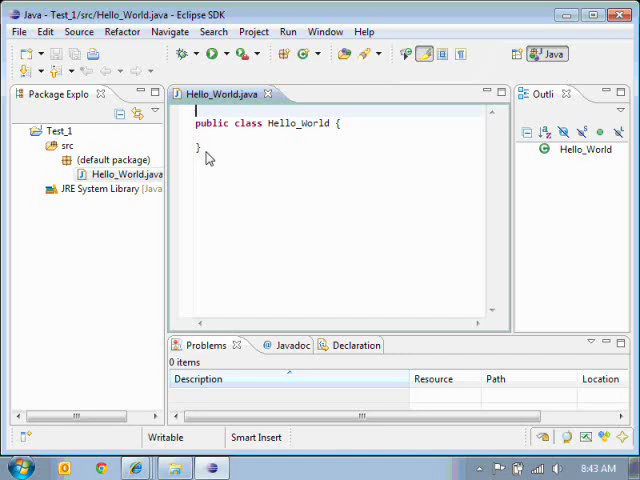 Java - Test_1/src/Hello_World.java - Eclipse SDK
File Edit Source Refactor Navigate Search Project Run Window Help
Java
Package Explo
Hello_World.java
Outli
Test_1
src
(default package)
Hello_World.java
JRE System Library [Java
public class Hello_World {
}
Hello_World
Problems
@ Javadoc
Declaration
0 items
Description Resource Path Location
Writable Smart Insert
8:43 AM